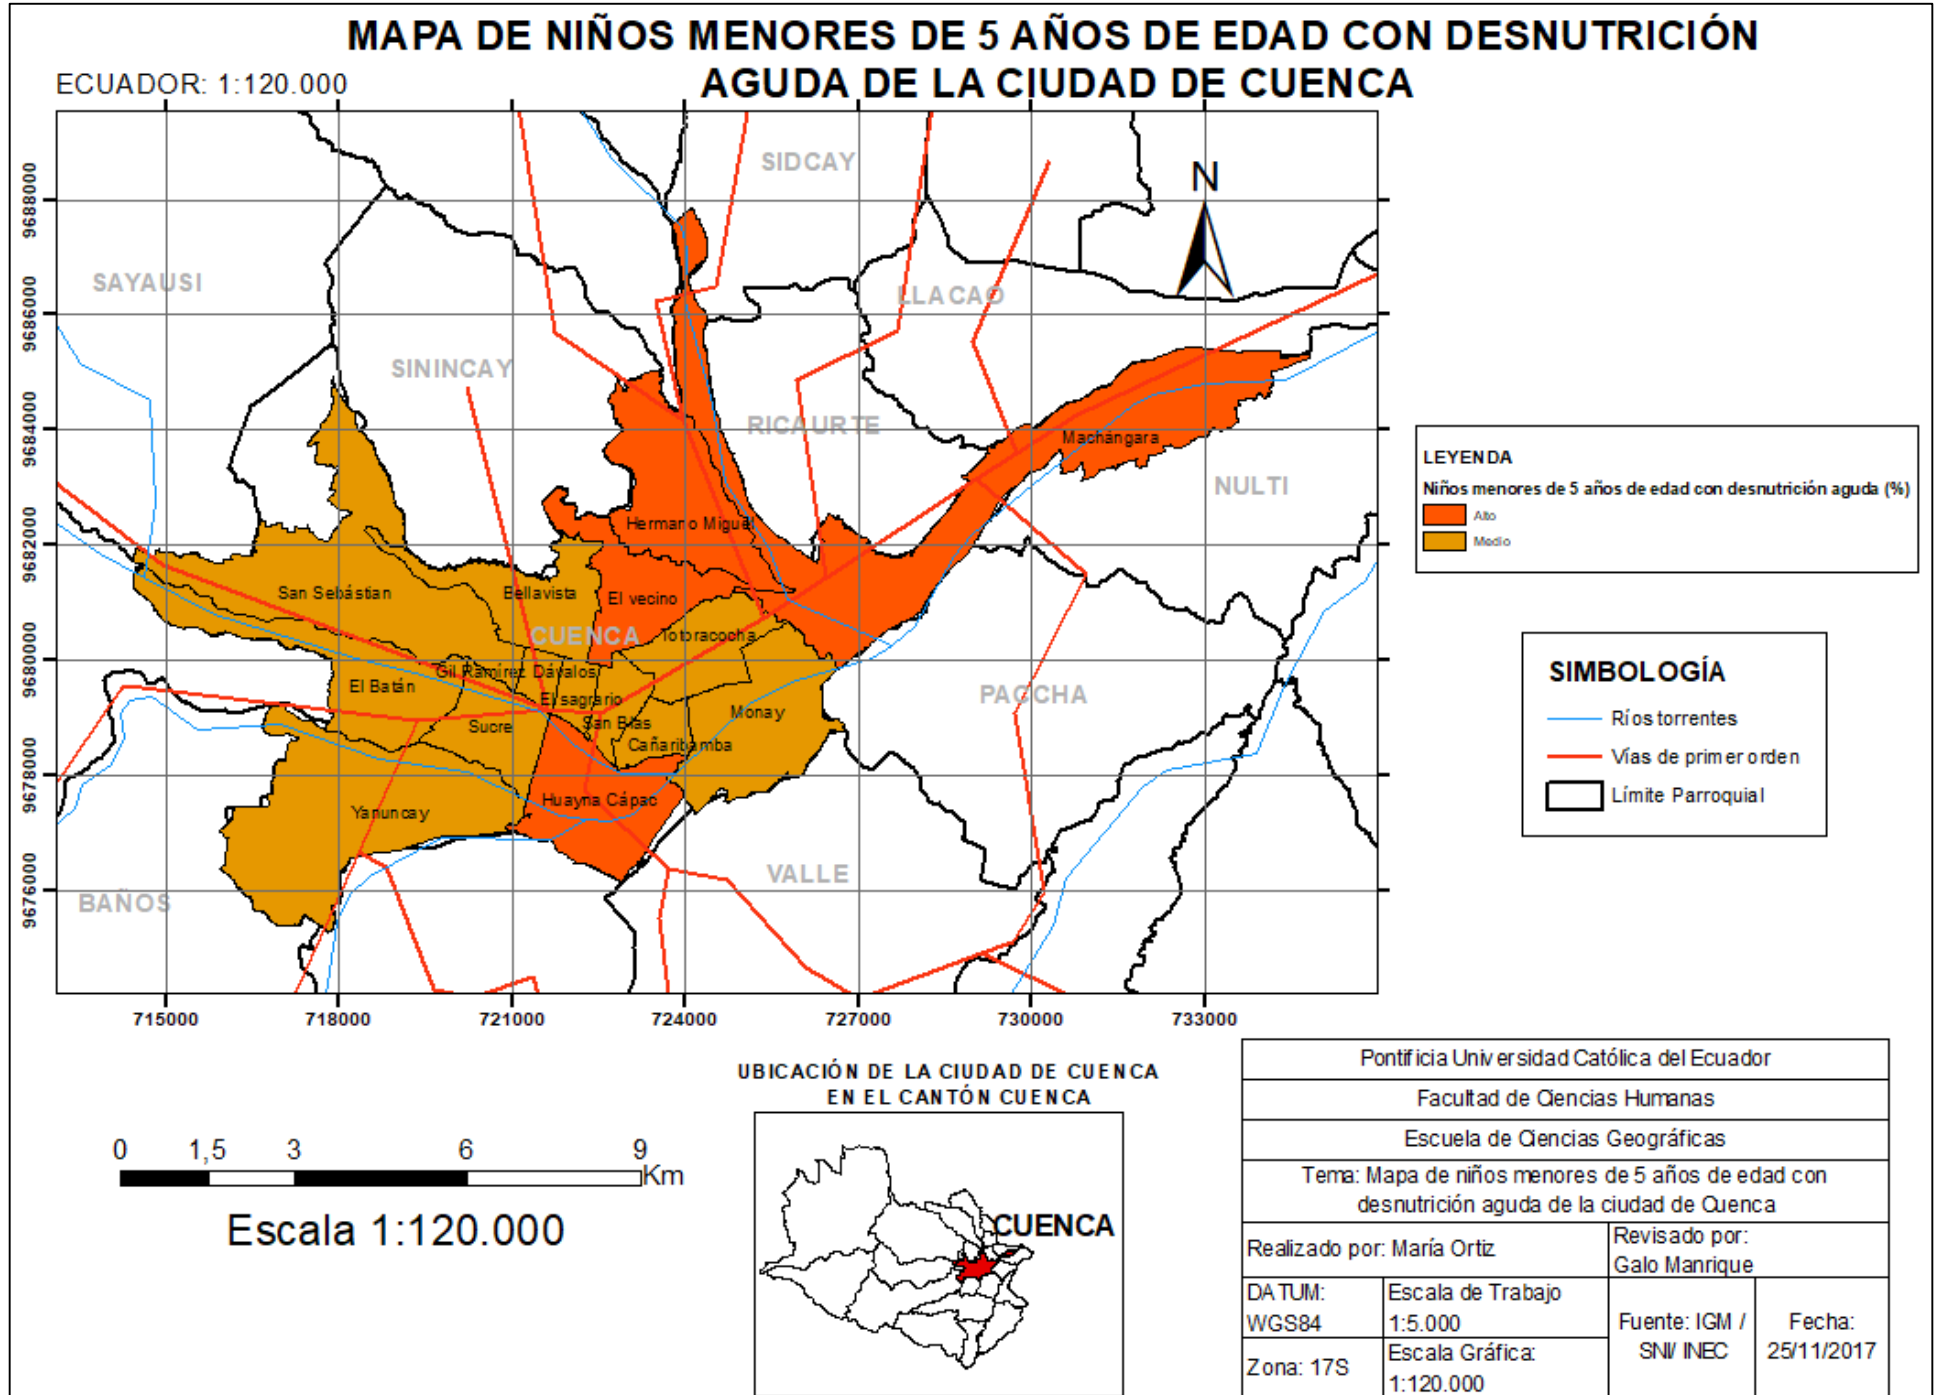 MAPA DE NIÑOS MENORES DE 5 AÑOS DE EDAD CON DESNUTRICIÓN
AGUDA DE LA CIUDAD DE CUENCA
ECUADOR: 1:120.000
9688000
9686000
9684000
9682000
9680000
9678000
9676000
SIDCAY
N
SAYAUSI
LLACAO
SININCAY
RICAURTE
Machángara
NULTI
Hermano Miguel
San Sebástian
Bellavista
El vecino
CUENCA
Totoracocha
Gil Ramírez Dávalos
El Batán
El sagrario
PACCHA
Monay
Sucre
San Blas
Cañaribamba
Huayna Cápac
Yanuncay
VALLE
BAÑOS
715000
718000
721000
724000
727000
730000
733000
LEYENDA
Niños menores de 5 años de edad con desnutrición aguda (%)
Alto
Medio
SIMBOLOGÍA
Ríos torrentes
Vías de primer orden
Límite Parroquial
0 1,5 3 6 9
Km
Escala 1:120.000
UBICACIÓN DE LA CIUDAD DE CUENCA
EN EL CANTÓN CUENCA
CUENCA
Pontificia Universidad Católica del Ecuador
Facultad de Ciencias Humanas
Escuela de Ciencias Geográficas
Tema: Mapa de niños menores de 5 años de edad con
desnutrición aguda de la ciudad de Cuenca
Realizado por: María Ortiz
Revisado por:
Galo Manrique
DATUM:
WGS84
Escala de Trabajo
1:5.000
Fuente: IGM /
SNI/ INEC
Fecha:
25/11/2017
Zona: 17S
Escala Gráfica:
1:120.000